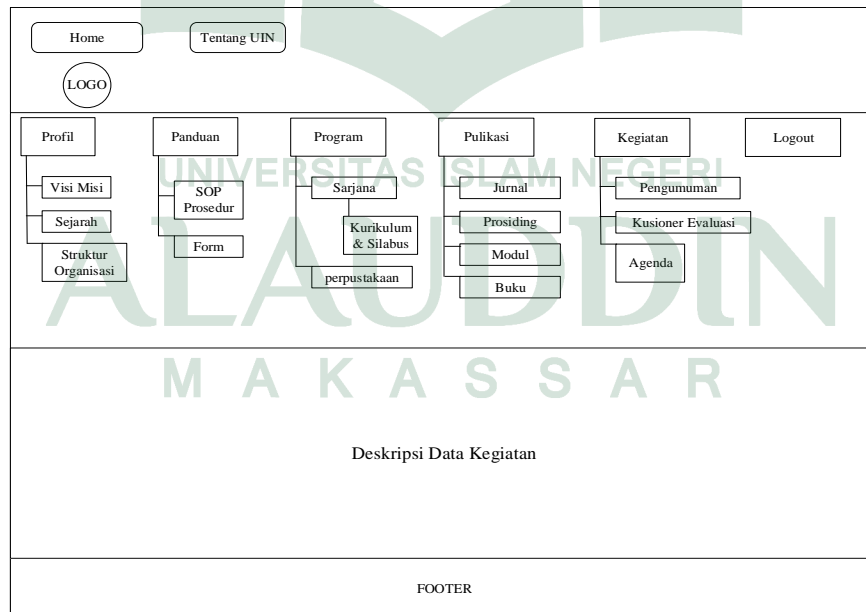 Home
Tentang UIN
LOGO
Profil
Panduan
Program
Pulikasi
Kegiatan
Logout
UNIVERSITAS ISLAM NEGERI
Visi Misi
Sejarah
Struktur
Organisasi
SOP
Prosedur
Form
Sarjana
Kurikulum
& Silabus
perpustakaan
Jurnal
Prosiding
Modul
Buku
Pengumuman
Kusioner Evaluasi
Agenda
ALAUDDIN
MAKASSAR
Deskripsi Data Kegiatan
FOOTER